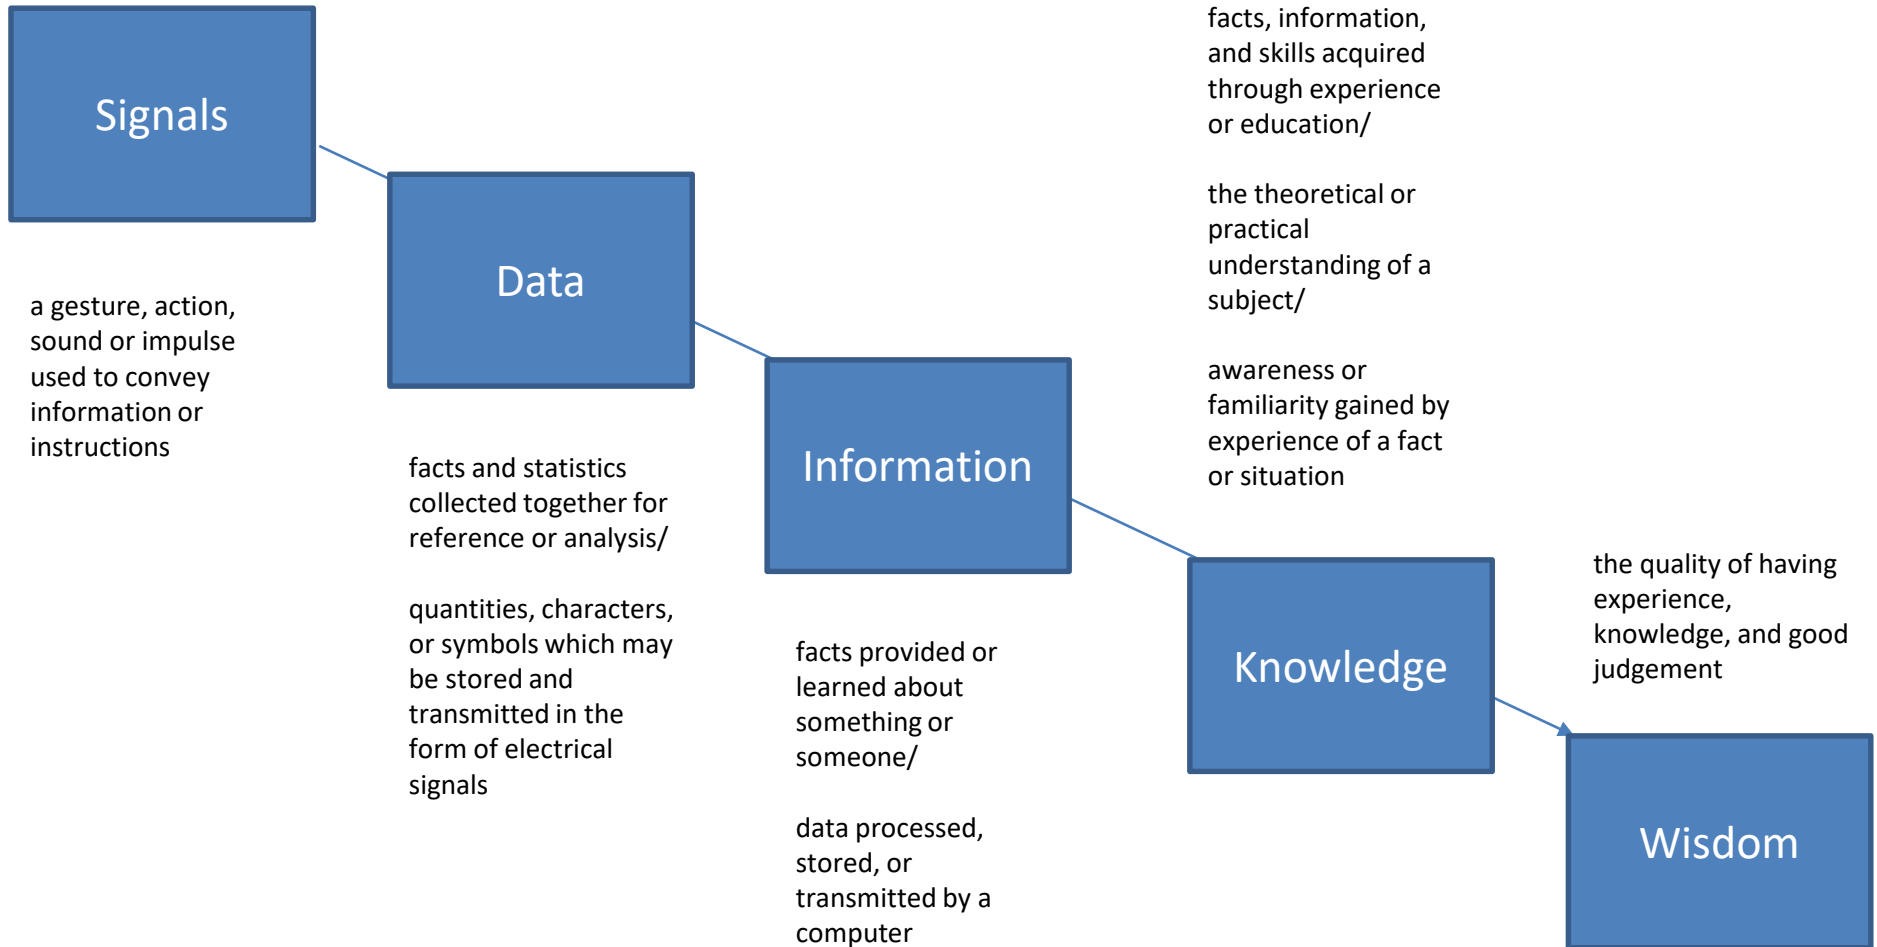 Signals
a gesture, action,
sound or impulse
used to convey
information or
instructions
Data
facts and statistics
collected together for
reference or analysis/
quantities, characters,
or symbols which may
be stored and
transmitted in the
form of electrical
signals
Information
facts provided or
learned about
something or
someone/
data processed,
stored, or
transmitted by a
computer
facts, information,
and skills acquired
through experience
or education/
the theoretical or
practical
understanding of a
subject/
awareness or
familiarity gained by
experience of a fact
or situation
Knowledge
the quality of having
experience,
knowledge, and good
judgement
Wisdom